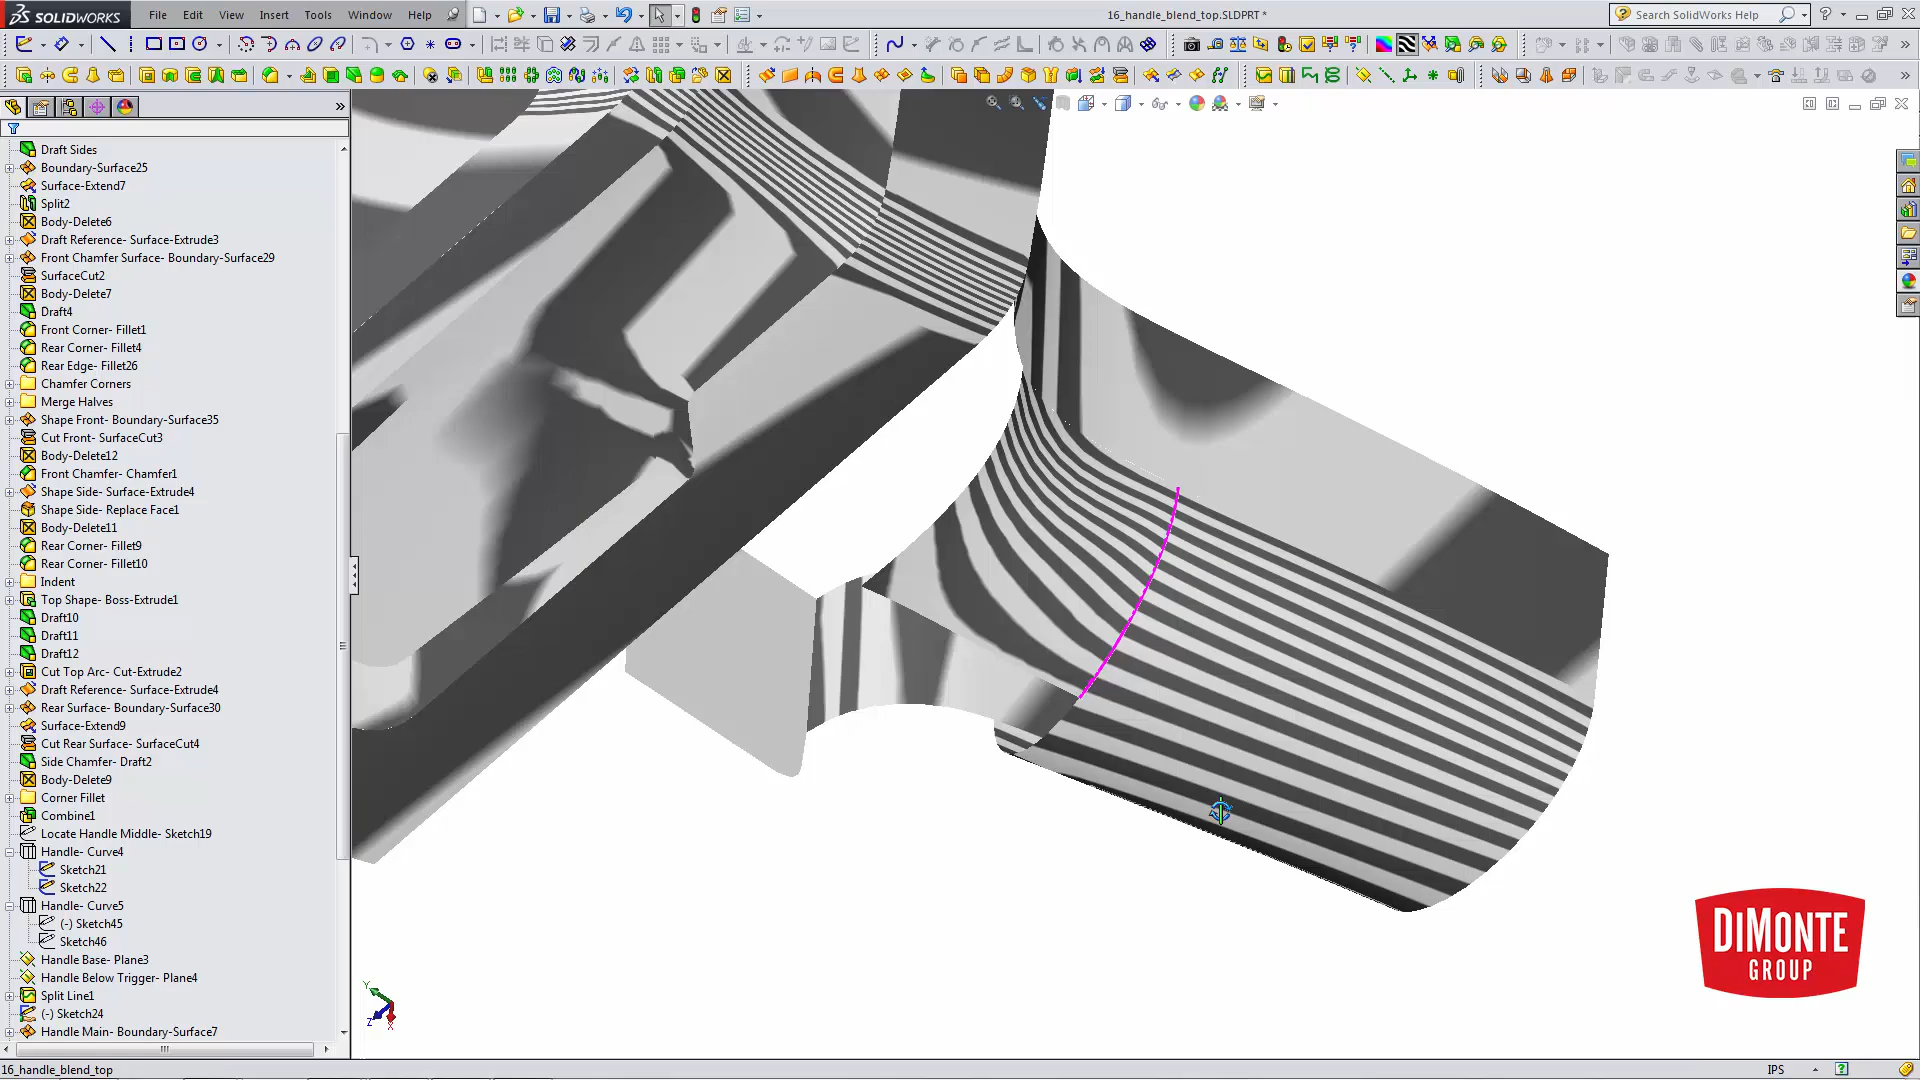 SOLIDWORKS
File Edit View Insert Tools Window Help
16_handle_blend_top.SLDPRT *
Search SolidWorks Help
Draft Sides
Boundary-Surface25
Surface-Extend7
Split2
Body-Delete6
Draft Reference- Surface-Extrude3
Front Chamfer Surface- Boundary-Surface29
SurfaceCut2
Body-Delete7
Draft4
Front Corner- Fillet1
Rear Corner- Fillet4
Rear Edge- Fillet26
Chamfer Corners
Merge Halves
Shape Front- Boundary-Surface35
Cut Front- SurfaceCut3
Body-Delete12
Front Chamfer- Chamfer1
Shape Side- Surface-Extrude4
Shape Side- Replace Face1
Body-Delete11
Rear Corner- Fillet9
Rear Corner- Fillet10
Indent
Top Shape- Boss-Extrude1
Draft10
Draft11
Draft12
Cut Top Arc- Cut-Extrude2
Draft Reference- Surface-Extrude4
Rear Surface- Boundary-Surface30
Surface-Extend9
Cut Rear Surface- SurfaceCut4
Side Chamfer- Draft2
Body-Delete9
Corner Fillet
Combine1
Locate Handle Middle- Sketch19
Handle- Curve4
Sketch21
Sketch22
Handle- Curve5
(-) Sketch45
Sketch46
Handle Base- Plane3
Handle Below Trigger- Plane4
Split Line1
(-) Sketch24
Handle Main- Boundary-Surface7
Y
Z
X
DIMONTE
GROUP
16_handle_blend_top
IPS